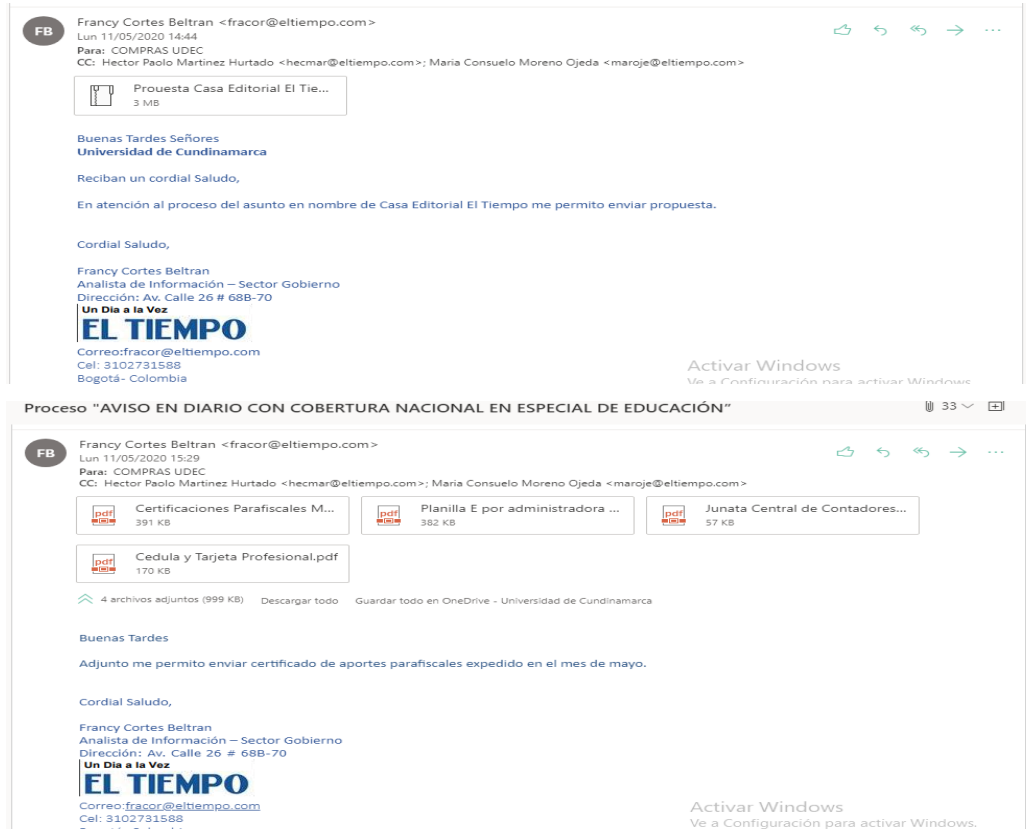 FB
Francy Cortes Beltran <fracor@eltiempo.com>
Lun 11/05/2020 14:44
Para: COMPRAS UDEC
CC: Hector Paolo Martinez Hurtado <hecmar@eltiempo.com>; Maria Consuelo Moreno Ojeda <maroje@eltiempo.com>
Prouesta Casa Editorial El Tie...
3 MB
Buenas Tardes Señores
Universidad de Cundinamarca
Reciban un cordial Saludo,
En atención al proceso del asunto en nombre de Casa Editorial El Tiempo me permito enviar propuesta.
Cordial Saludo,
Francy Cortes Beltran
Analista de Información – Sector Gobierno
Dirección: Av. Calle 26 # 68B-70
Un Dia a la Vez
EL TIEMPO
Correo:fracor@eltiempo.com
Cel: 3102731588
Bogotá- Colombia
Activar Windows
Ve a Configuración para activar Windows
Proceso "AVISO EN DIARIO CON COBERTURA NACIONAL EN ESPECIAL DE EDUCACIÓN”
33
FB
Francy Cortes Beltran <fracor@eltiempo.com>
Lun 11/05/2020 15:29
Para: COMPRAS UDEC
CC: Hector Paolo Martinez Hurtado <hecmar@eltiempo.com>; Maria Consuelo Moreno Ojeda <maroje@eltiempo.com>
pdf Certificaciones Parafiscales M...
391 KB
pdf Planilla E por administradora ...
382 KB
pdf Junata Central de Contadores...
57 KB
pdf Cedula y Tarjeta Profesional.pdf
170 KB
4 archivos adjuntos (999 KB) Descargar todo Guardar todo en OneDrive - Universidad de Cundinamarca
Buenas Tardes
Adjunto me permito enviar certificado de aportes parafiscales expedido en el mes de mayo.
Cordial Saludo,
Francy Cortes Beltran
Analista de Información – Sector Gobierno
Dirección: Av. Calle 26 # 68B-70
Un Dia a la Vez
EL TIEMPO
Correo:fracor@eltiempo.com
Cel: 3102731588
Activar Windows
Ve a Configuración para activar Windows.